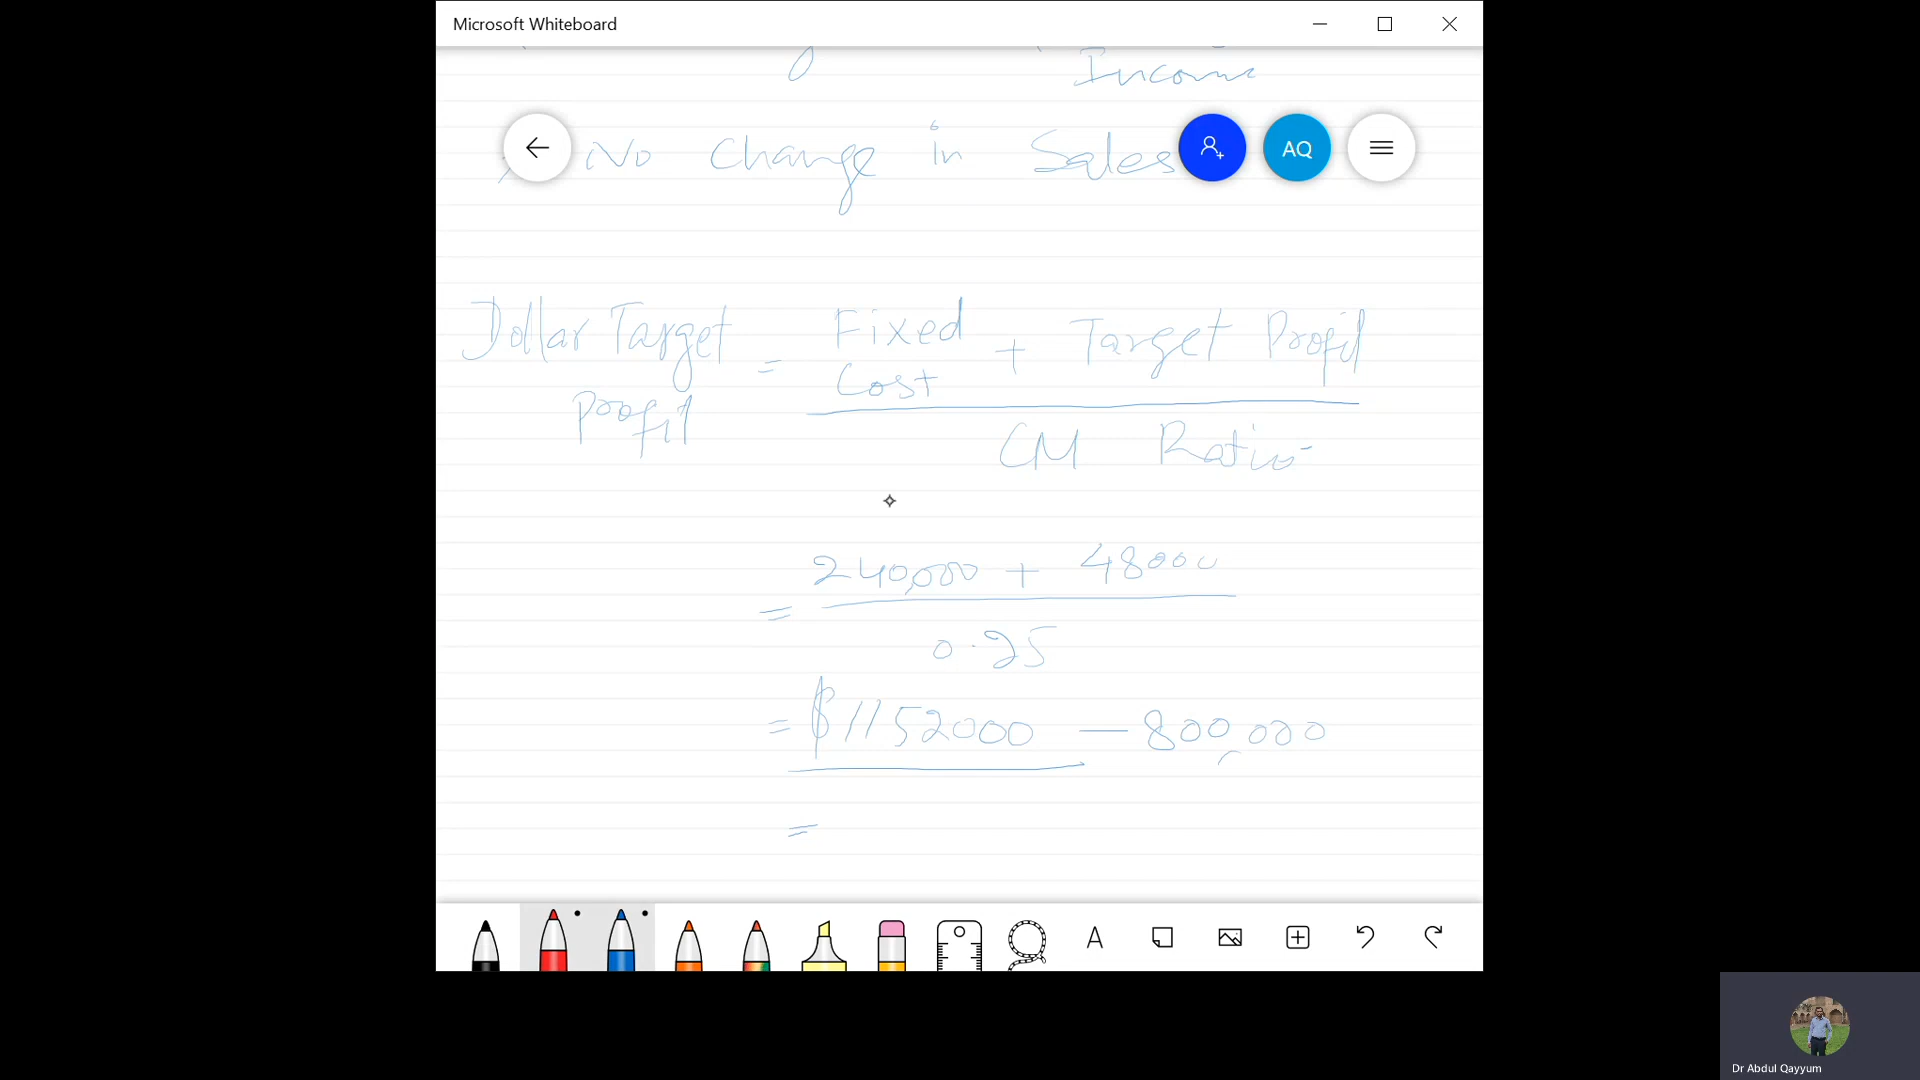 Microsoft Whiteboard
Income
No Change in Sales
AQ
Dollar Target Profit = Fixed Cost + Target Profit
CM Ratio
= 240,000 + 48000
0.25
= $1152000 — 800,000
=
A
Dr Abdul Qayyum